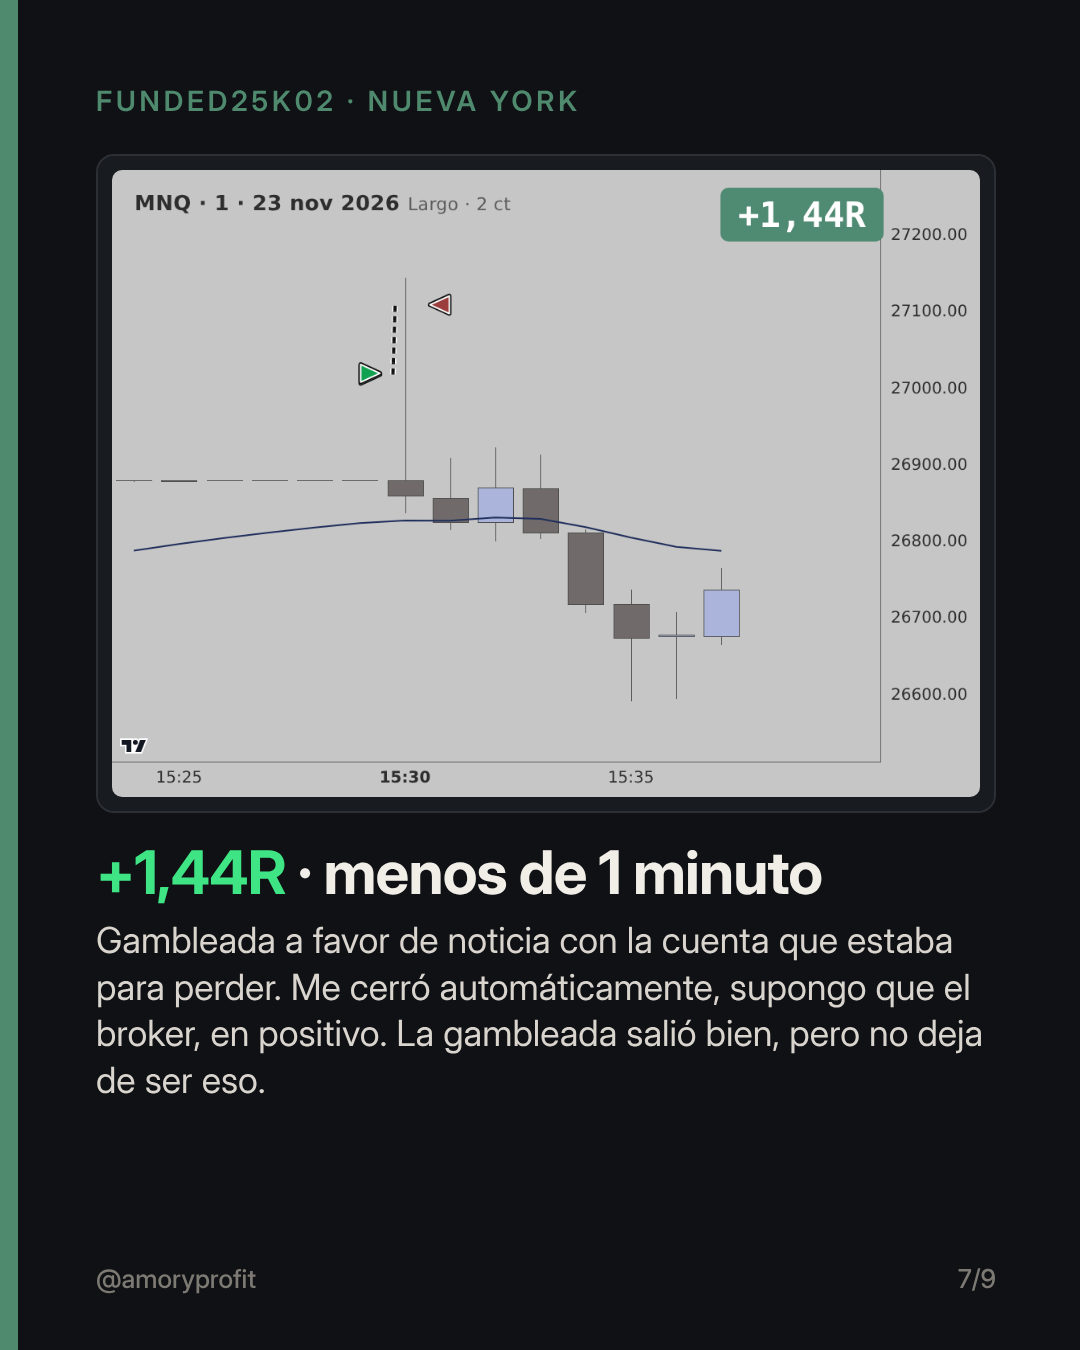 FUNDED25K02 · NUEVA YORK
MNQ · 1 · 23 nov 2026 Largo · 2 ct
+1,44R
27200.00
27100.00
27000.00
26900.00
26800.00
26700.00
26600.00
15:25
15:30
15:35
+1,44R · menos de 1 minuto
Gambleada a favor de noticia con la cuenta que estaba
para perder. Me cerró automáticamente, supongo que el
broker, en positivo. La gambleada salió bien, pero no deja
de ser eso.
@amoryprofit
7/9